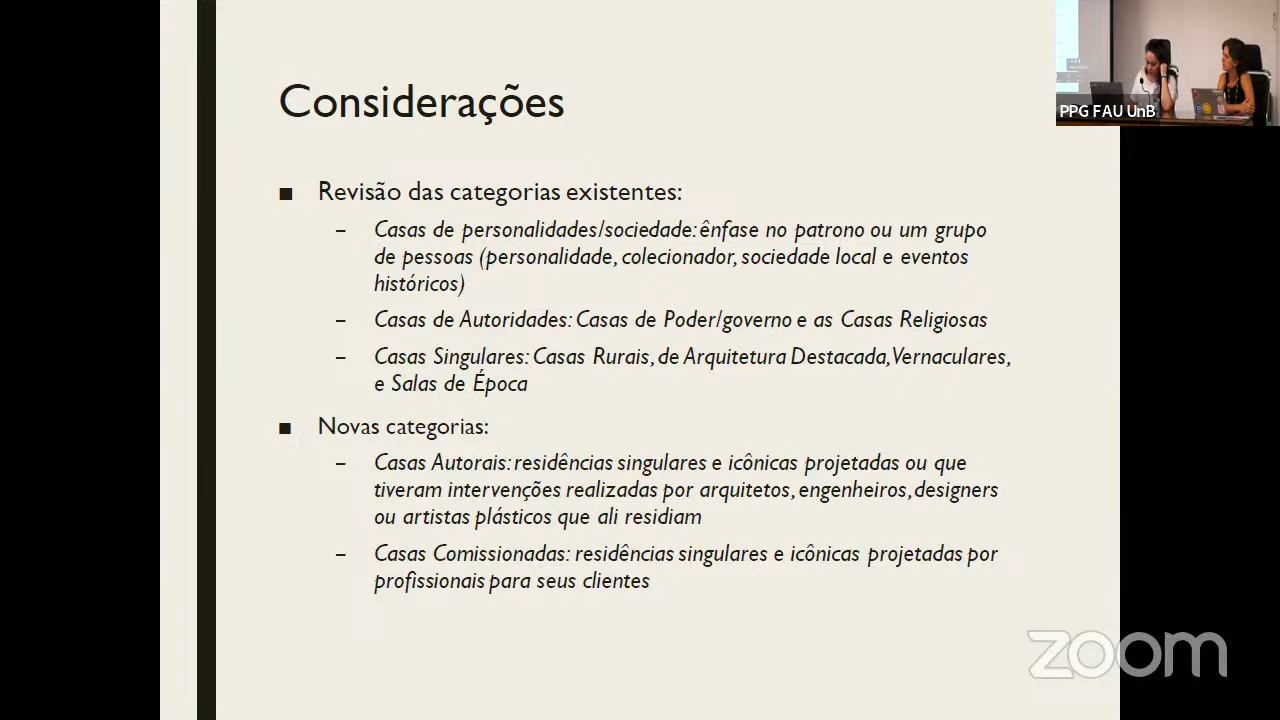 Considerações
PPG FAU UnB
■ Revisão das categorias existentes:
– Casas de personalidades/sociedade: ênfase no patrono ou um grupo
de pessoas (personalidade, colecionador, sociedade local e eventos
históricos)
– Casas de Autoridades: Casas de Poder/governo e as Casas Religiosas
– Casas Singulares: Casas Rurais, de Arquitetura Destacada, Vernaculares,
e Salas de Época
■ Novas categorias:
– Casas Autorais: residências singulares e icônicas projetadas ou que
tiveram intervenções realizadas por arquitetos, engenheiros, designers
ou artistas plásticos que ali residiam
– Casas Comissionadas: residências singulares e icônicas projetadas por
profissionais para seus clientes
zoom